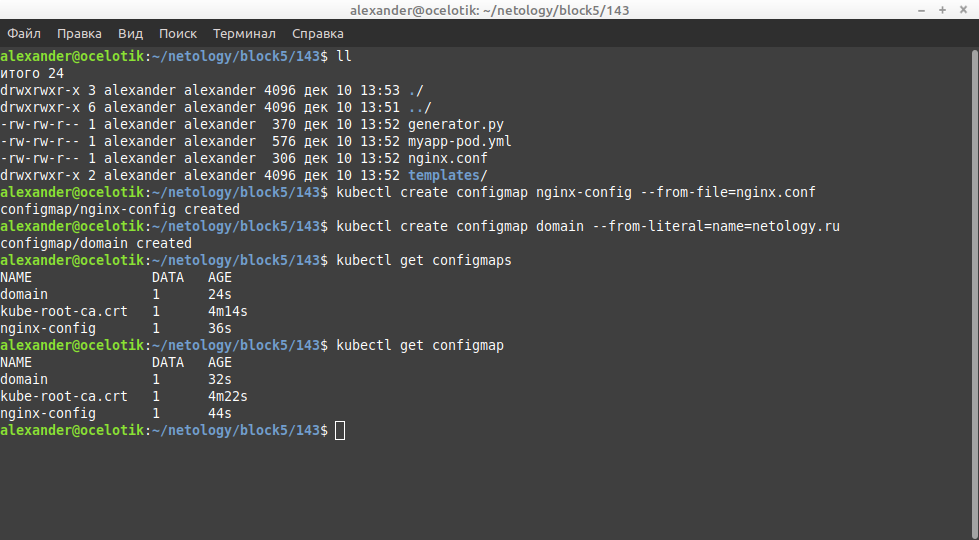 alexander@ocelotik: ~/netology/block5/143
Файл Правка Вид Поиск Терминал Справка
alexander@ocelotik:~/netology/block5/143$ ll
итого 24
drwxrwxr-x 3 alexander alexander 4096 дек 10 13:53 ./
drwxrwxr-x 6 alexander alexander 4096 дек 10 13:51 ../
-rw-rw-r-- 1 alexander alexander  370 дек 10 13:52 generator.py
-rw-rw-r-- 1 alexander alexander  576 дек 10 13:52 myapp-pod.yml
-rw-rw-r-- 1 alexander alexander  306 дек 10 13:52 nginx.conf
drwxrwxr-x 2 alexander alexander 4096 дек 10 13:52 templates/
alexander@ocelotik:~/netology/block5/143$ kubectl create configmap nginx-config --from-file=nginx.conf
configmap/nginx-config created
alexander@ocelotik:~/netology/block5/143$ kubectl create configmap domain --from-literal=name=netology.ru
configmap/domain created
alexander@ocelotik:~/netology/block5/143$ kubectl get configmaps
NAME               DATA   AGE
domain             1      24s
kube-root-ca.crt   1      4m14s
nginx-config       1      36s
alexander@ocelotik:~/netology/block5/143$ kubectl get configmap
NAME               DATA   AGE
domain             1      32s
kube-root-ca.crt   1      4m22s
nginx-config       1      44s
alexander@ocelotik:~/netology/block5/143$